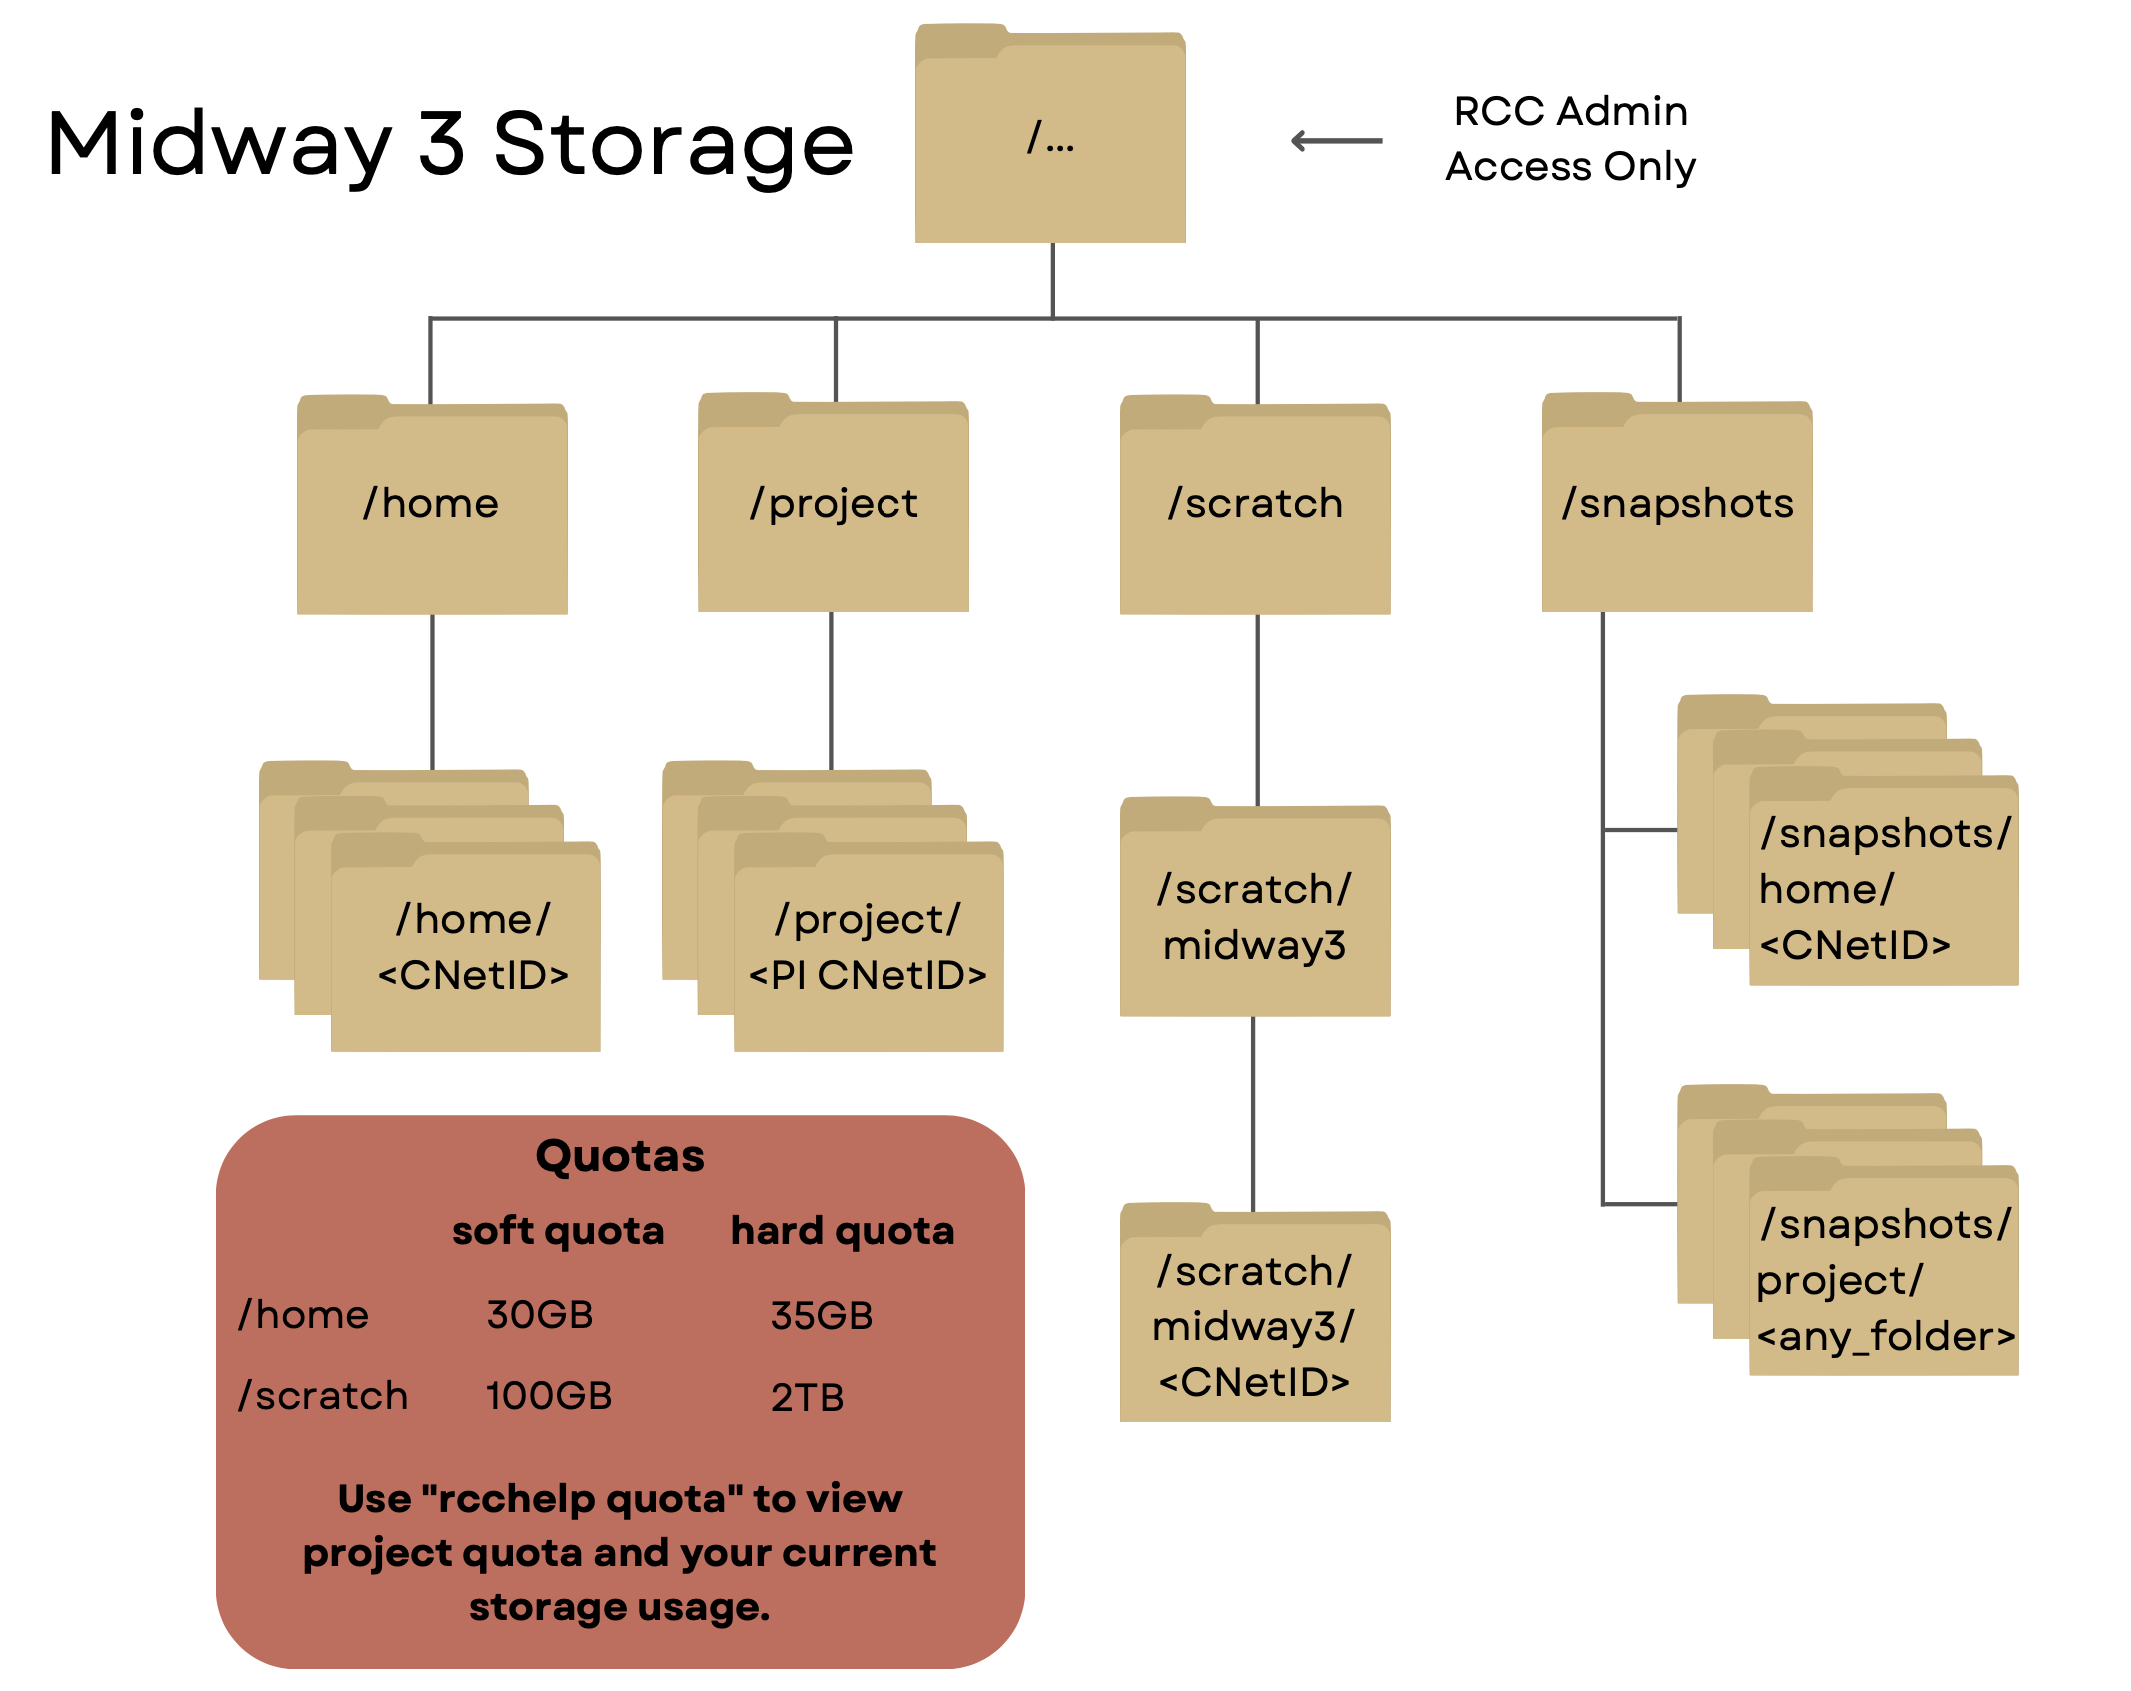 Midway 3 Storage
/...
RCC Admin
Access Only
/home
/project
/scratch
/snapshots
/home/
<CNetID>
/project/
<PI CNetID>
/scratch/
midway3
/snapshots/
home/
<CNetID>
/scratch/
midway3/
<CNetID>
/snapshots/
project/
<any_folder>
Quotas
soft quota hard quota
/home 30GB 35GB
/scratch 100GB 2TB
Use "rcchelp quota" to view
project quota and your current
storage usage.